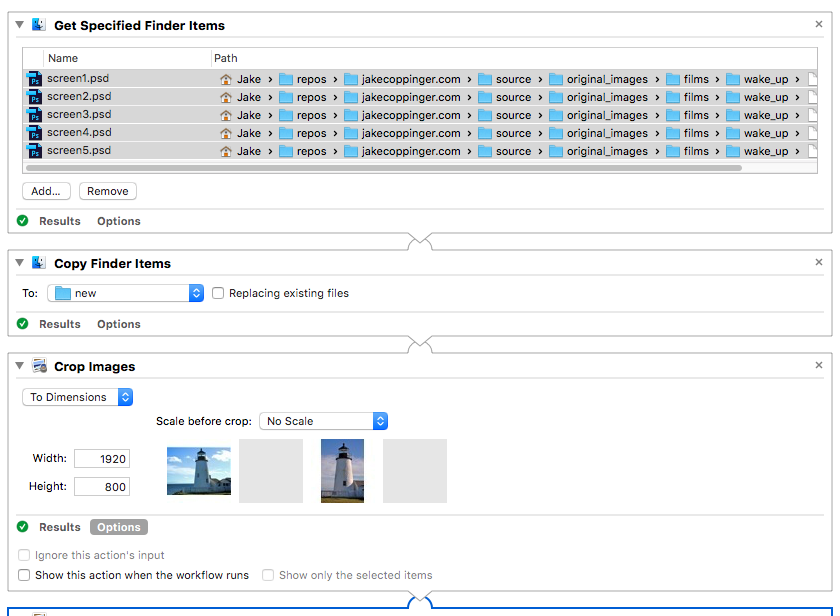 Get Specified Finder Items
Name Path
screen1.psd Jake › repos › jakecoppinger.com › source › original_images › films › wake_up ›
screen2.psd Jake › repos › jakecoppinger.com › source › original_images › films › wake_up ›
screen3.psd Jake › repos › jakecoppinger.com › source › original_images › films › wake_up ›
screen4.psd Jake › repos › jakecoppinger.com › source › original_images › films › wake_up ›
screen5.psd Jake › repos › jakecoppinger.com › source › original_images › films › wake_up ›
Add... Remove
Results Options
Copy Finder Items
To: new Replacing existing files
Results Options
Crop Images
To Dimensions
Scale before crop: No Scale
Width: 1920
Height: 800
Results Options
Ignore this action's input
Show this action when the workflow runs Show only the selected items